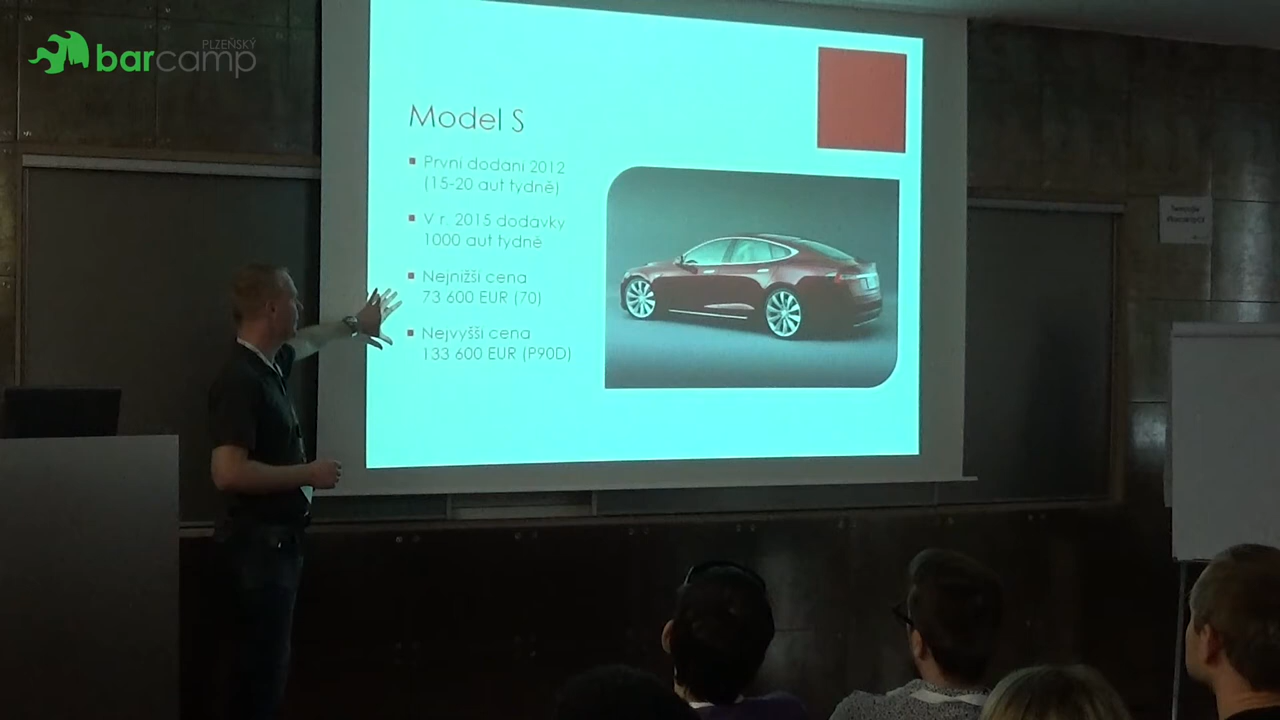 PLZEŇSKÝ
barcamp
Model S
První dodání 2012
(15-20 aut týdně)
V r. 2015 dodávky
1000 aut týdně
Nejnižší cena
73 600 EUR (70)
Nejvyšší cena
133 600 EUR (P90D)